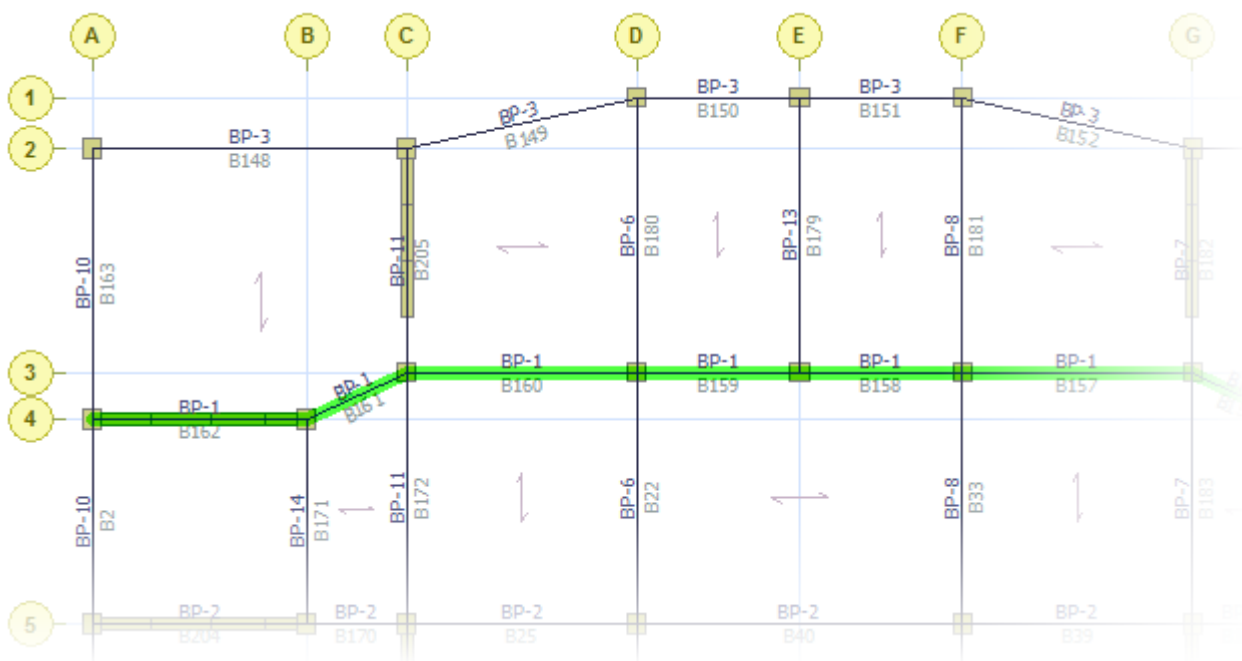 A B C D E F G
1
BP-3 BP-3
B150 B151
BP-3
B149
BP-3
B152
2
BP-3
B148
BP-10
B163
BP-11
B205
BP-6
B180
BP-13
B179
BP-8
B181
BP-7
B182
3
BP-1 BP-1 BP-1 BP-1
B160 B159 B158 B157
BP-1
B161
4
BP-1
B162
BP-10
B2
BP-14
B171
BP-11
B172
BP-6
B22
BP-8
B33
BP-7
B183
5
BP-2 BP-2 BP-2 BP-2 BP-2
B204 B170 B25 B40 B39